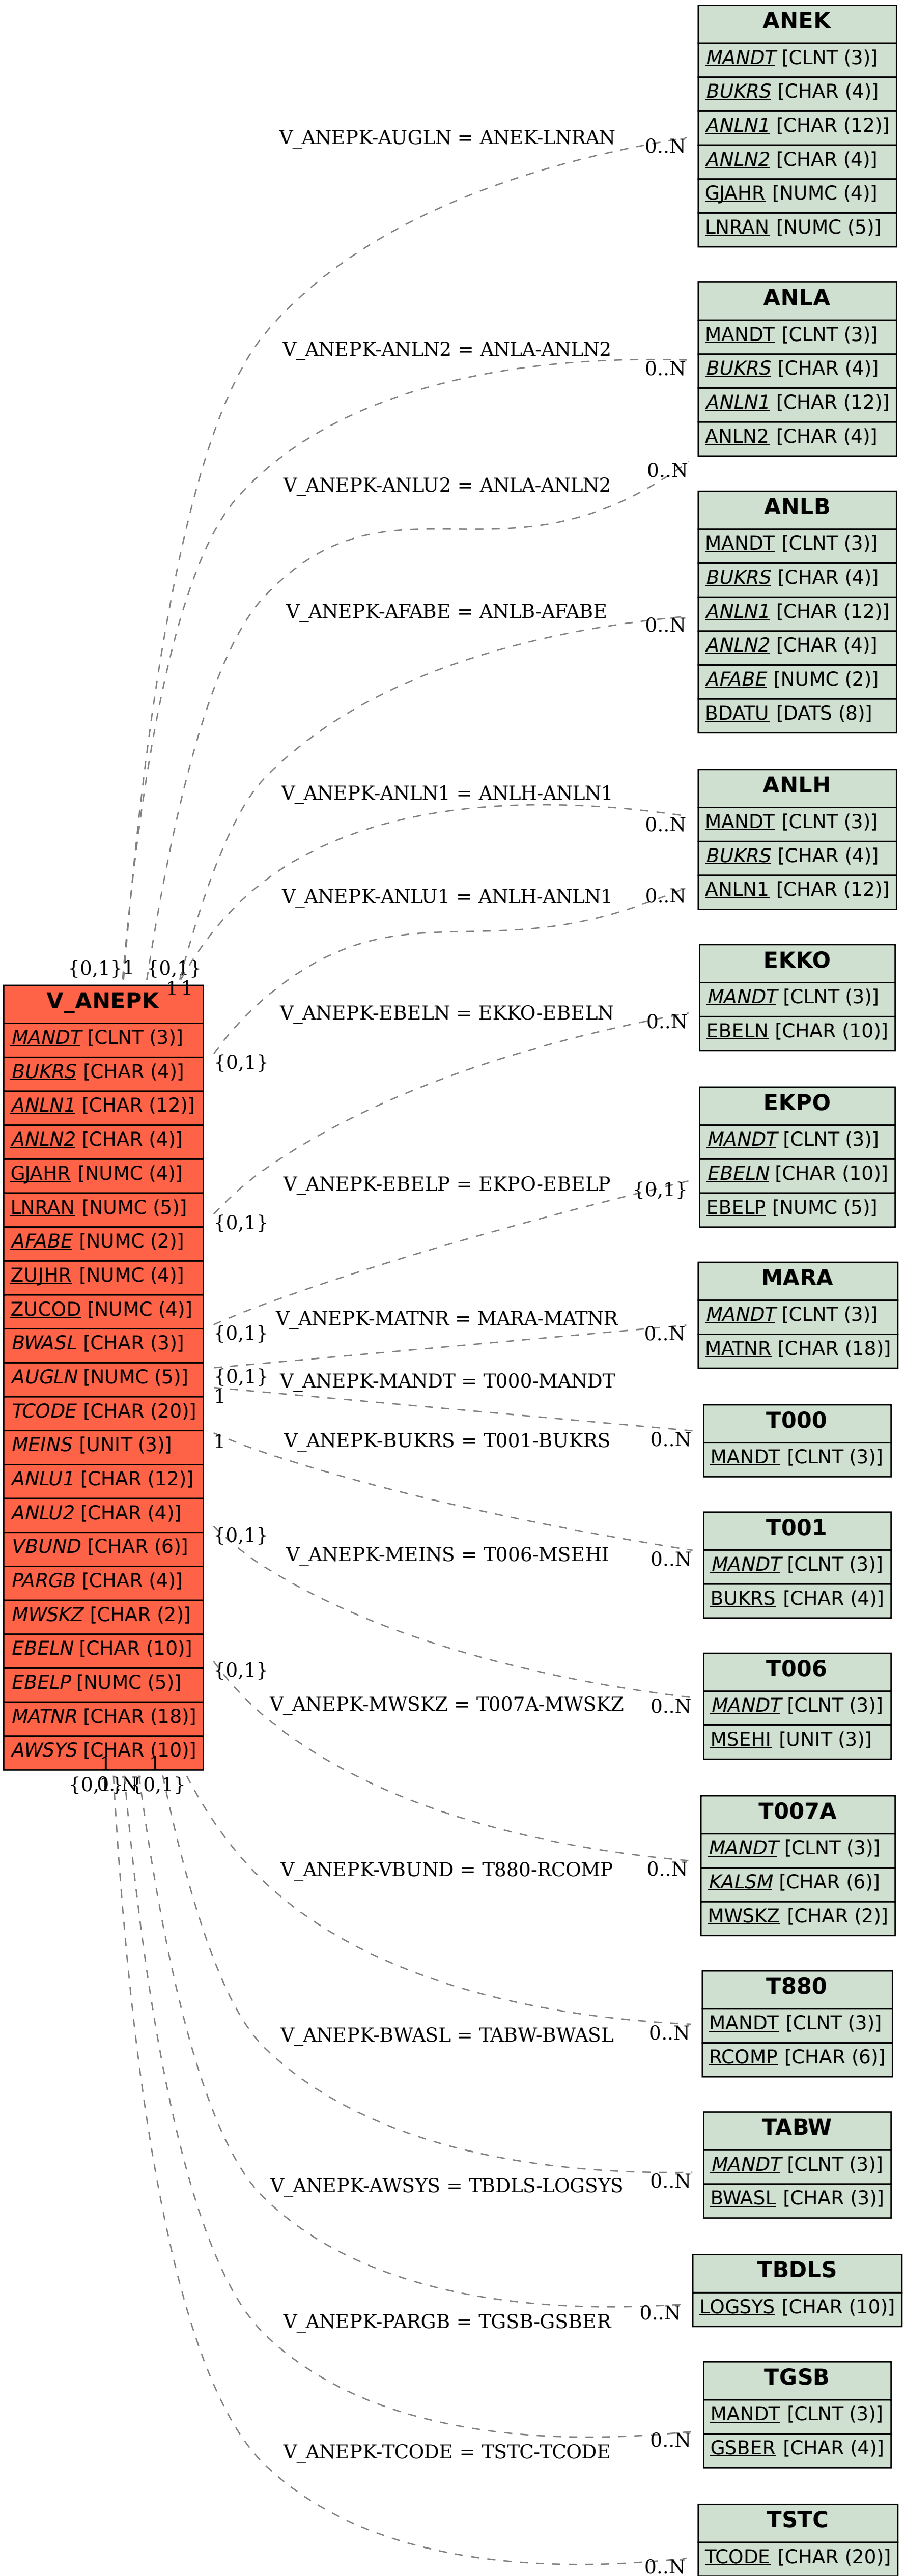 ANEK
MANDT [CLNT (3)]
BUKRS [CHAR (4)]
ANLN1 [CHAR (12)]
ANLN2 [CHAR (4)]
GJAHR [NUMC (4)]
LNRAN [NUMC (5)]
V_ANEPK-AUGLN = ANEK-LNRAN
0..N
ANLA
MANDT [CLNT (3)]
BUKRS [CHAR (4)]
ANLN1 [CHAR (12)]
ANLN2 [CHAR (4)]
V_ANEPK-ANLN2 = ANLA-ANLN2
0..N
V_ANEPK-ANLU2 = ANLA-ANLN2
0..N
ANLB
MANDT [CLNT (3)]
BUKRS [CHAR (4)]
ANLN1 [CHAR (12)]
ANLN2 [CHAR (4)]
AFABE [NUMC (2)]
BDATU [DATS (8)]
V_ANEPK-AFABE = ANLB-AFABE
0..N
ANLH
MANDT [CLNT (3)]
BUKRS [CHAR (4)]
ANLN1 [CHAR (12)]
V_ANEPK-ANLN1 = ANLH-ANLN1
0..N
V_ANEPK-ANLU1 = ANLH-ANLN1
0..N
{0,1}
1
{0,1}
1
1
{0,1}
V_ANEPK
MANDT [CLNT (3)]
BUKRS [CHAR (4)]
ANLN1 [CHAR (12)]
ANLN2 [CHAR (4)]
GJAHR [NUMC (4)]
LNRAN [NUMC (5)]
AFABE [NUMC (2)]
ZUJHR [NUMC (4)]
ZUCOD [NUMC (4)]
BWASL [CHAR (3)]
AUGLN [NUMC (5)]
TCODE [CHAR (20)]
MEINS [UNIT (3)]
ANLU1 [CHAR (12)]
ANLU2 [CHAR (4)]
VBUND [CHAR (6)]
PARGB [CHAR (4)]
MWSKZ [CHAR (2)]
EBELN [CHAR (10)]
EBELP [NUMC (5)]
MATNR [CHAR (18)]
AWSYS [CHAR (10)]
EKKO
MANDT [CLNT (3)]
EBELN [CHAR (10)]
V_ANEPK-EBELN = EKKO-EBELN
0..N
{0,1}
EKPO
MANDT [CLNT (3)]
EBELN [CHAR (10)]
EBELP [NUMC (5)]
V_ANEPK-EBELP = EKPO-EBELP
{0,1}
{0,1}
MARA
MANDT [CLNT (3)]
MATNR [CHAR (18)]
V_ANEPK-MATNR = MARA-MATNR
0..N
{0,1}
T000
MANDT [CLNT (3)]
V_ANEPK-MANDT = T000-MANDT
1
0..N
T001
MANDT [CLNT (3)]
BUKRS [CHAR (4)]
V_ANEPK-BUKRS = T001-BUKRS
1
0..N
T006
MANDT [CLNT (3)]
MSEHI [UNIT (3)]
V_ANEPK-MEINS = T006-MSEHI
{0,1}
0..N
T007A
MANDT [CLNT (3)]
KALSM [CHAR (6)]
MWSKZ [CHAR (2)]
V_ANEPK-MWSKZ = T007A-MWSKZ
{0,1}
0..N
1
1
{0,1}
0..N
{0,1}
T880
MANDT [CLNT (3)]
RCOMP [CHAR (6)]
V_ANEPK-VBUND = T880-RCOMP
0..N
TABW
MANDT [CLNT (3)]
BWASL [CHAR (3)]
V_ANEPK-BWASL = TABW-BWASL
0..N
TBDLS
LOGSYS [CHAR (10)]
V_ANEPK-AWSYS = TBDLS-LOGSYS
0..N
TGSB
MANDT [CLNT (3)]
GSBER [CHAR (4)]
V_ANEPK-PARGB = TGSB-GSBER
0..N
TSTC
TCODE [CHAR (20)]
V_ANEPK-TCODE = TSTC-TCODE
0..N